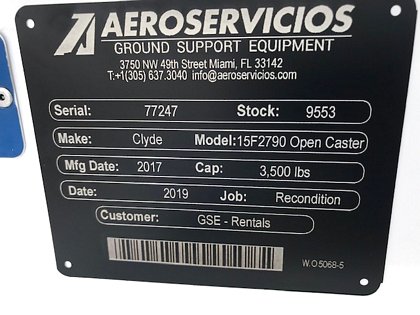 AEROSERVICIOS
GROUND SUPPORT EQUIPMENT
3750 NW 49th Street Miami, FL 33142
T:+1(305) 637.3040 info@aeroservicios.com
Serial: 77247 Stock: 9553
Make: Clyde Model: 15F2790 Open Caster
Mfg Date: 2017 Cap: 3,500 lbs
Date: 2019 Job: Recondition
Customer: GSE - Rentals
W.O 5068-5